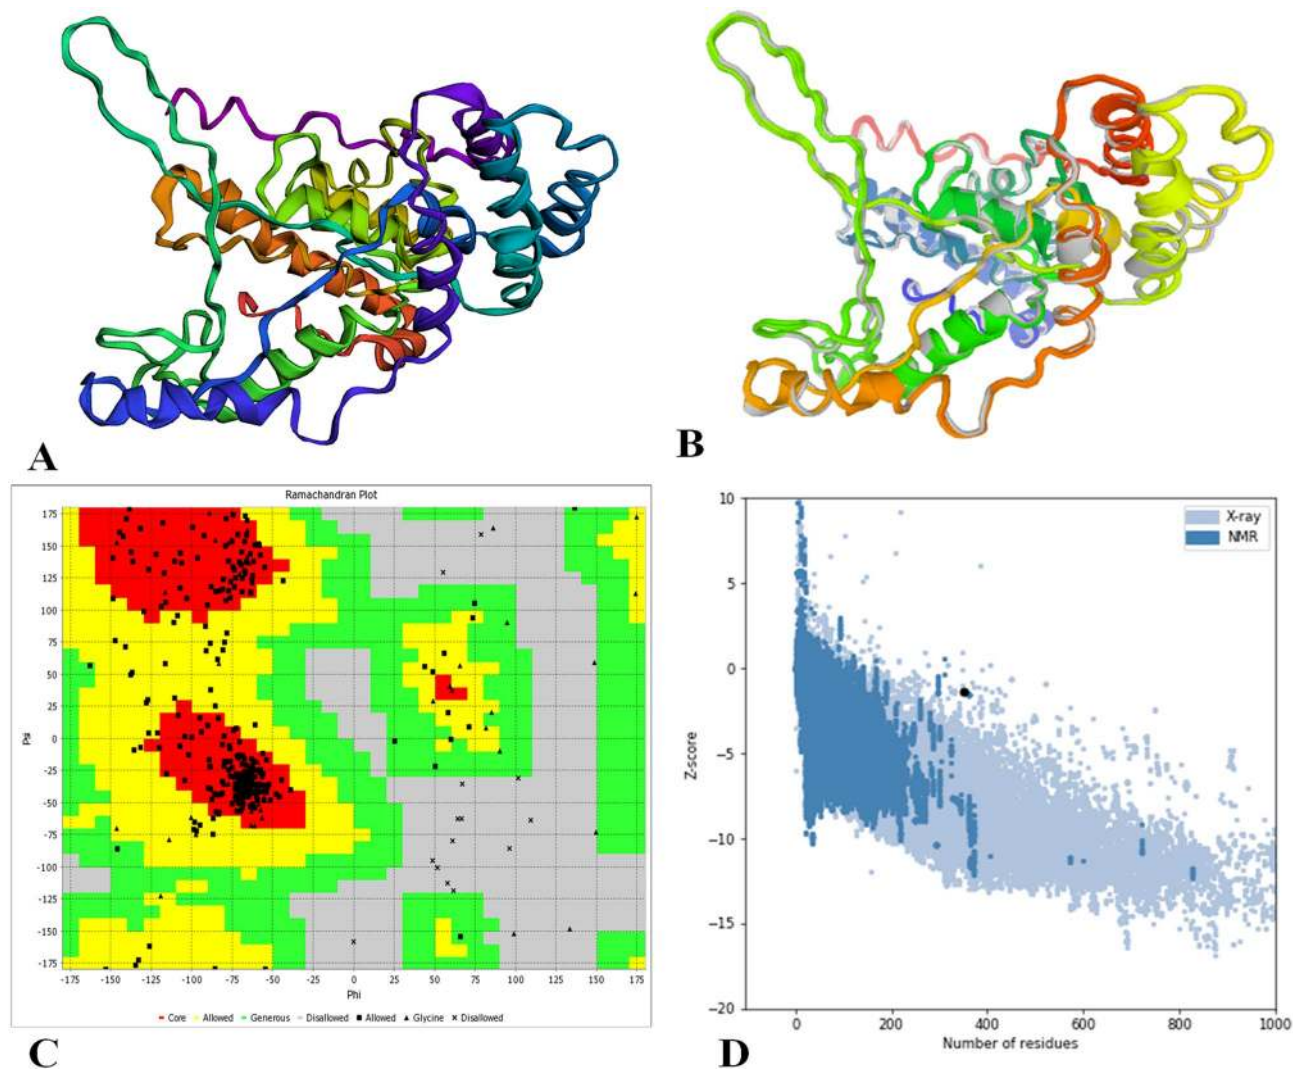 A
B
Ramachandran Plot
175
150
125
100
75
50
25
0
-25
-50
-75
-100
-125
-150
-175
Psi
-175 -150 -125 -100 -75 -50 -25 0 25 50 75 100 125 150 175
Phi
Core Allowed Generous Disallowed Allowed Glycine Disallowed
C
X-ray
NMR
10
5
0
-5
-10
-15
-20
Z-score
0 200 400 600 800 1000
Number of residues
D